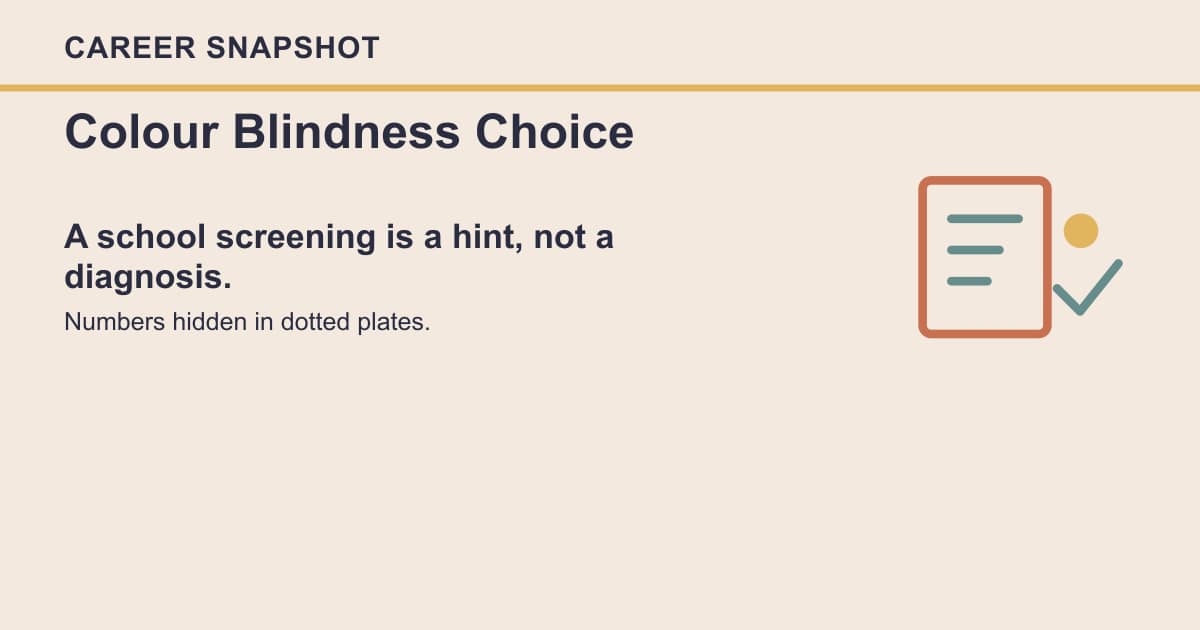 CAREER SNAPSHOT
Colour Blindness Choice
A school screening is a hint, not a
diagnosis.
Numbers hidden in dotted plates.